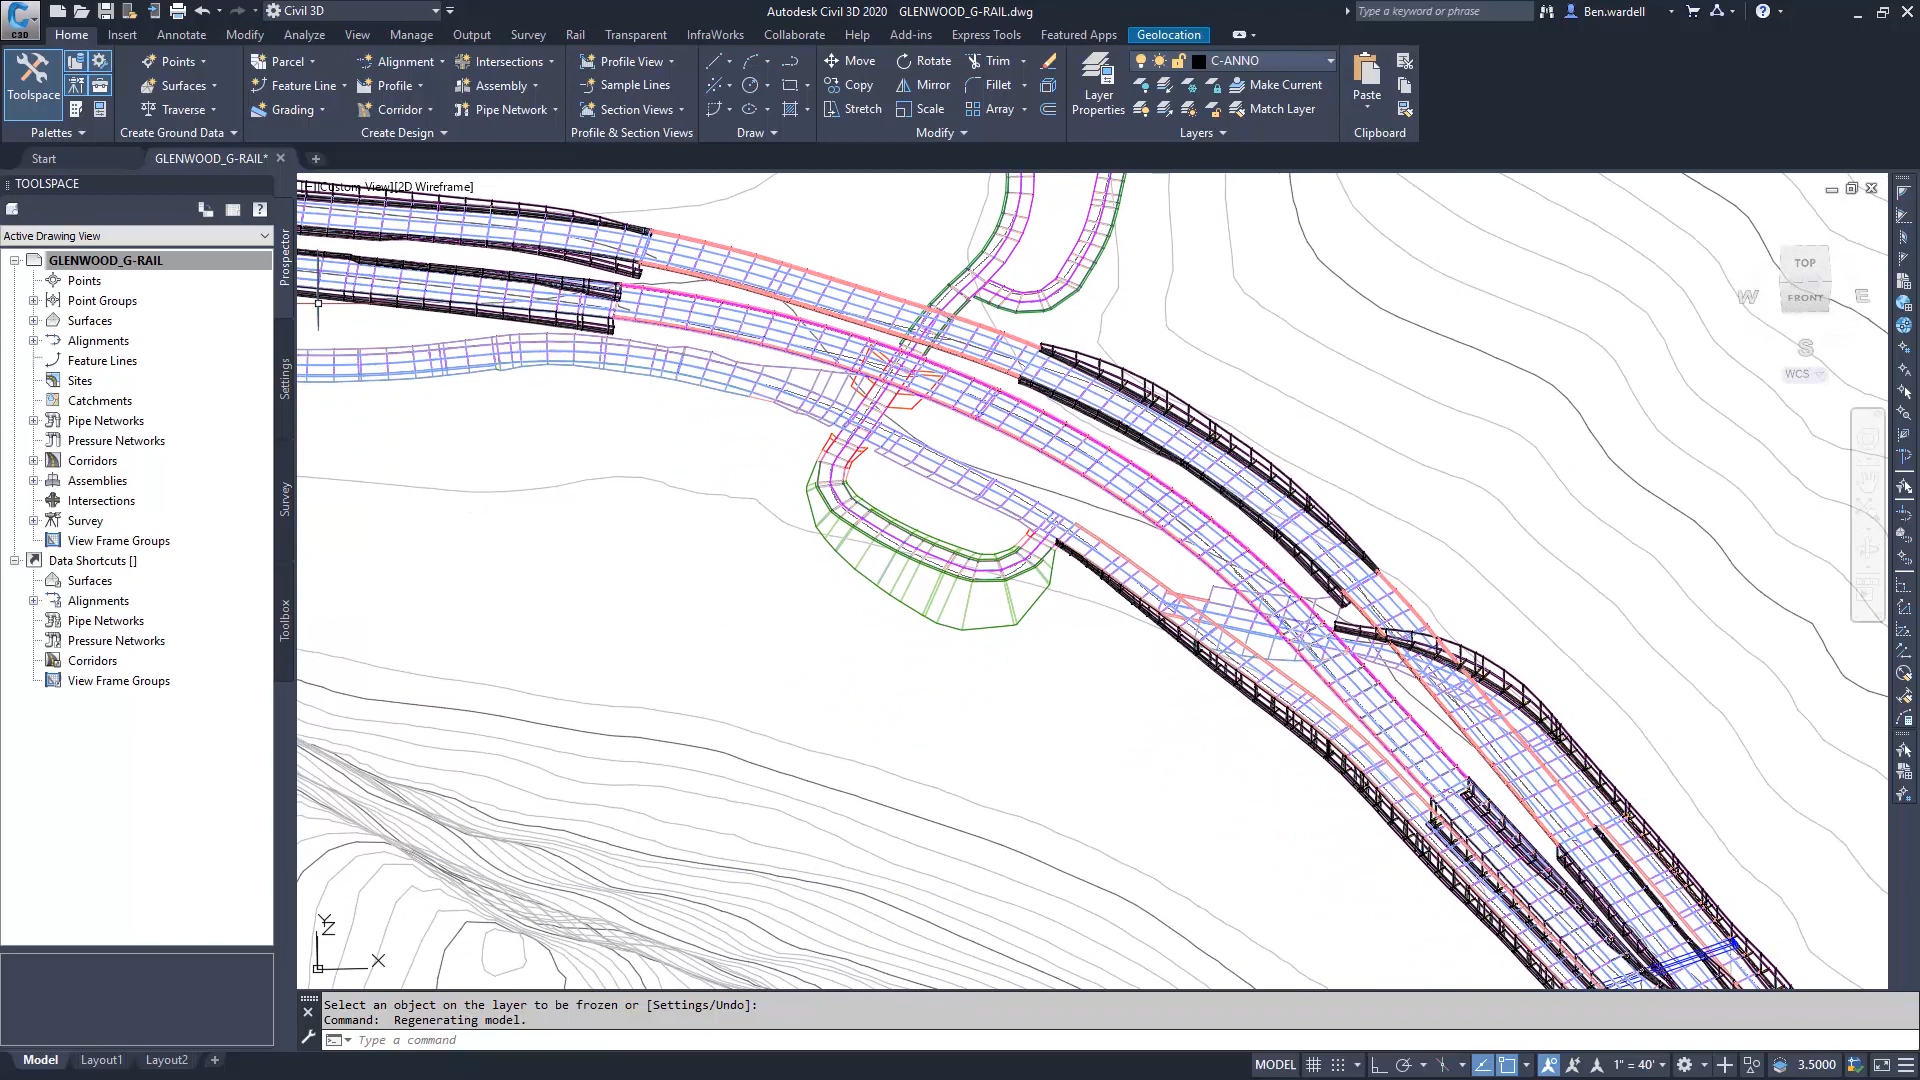 Civil 3D
Autodesk Civil 3D 2020 GLENWOOD_G-RAIL.dwg
Type a keyword or phrase
Ben.wardell
C3D
Home Insert Annotate Modify Analyze View Manage Output Survey Rail Transparent InfraWorks Collaborate Help Add-ins Express Tools Featured Apps Geolocation
Toolspace
Points
Surfaces
Traverse
Parcel
Feature Line
Grading
Alignment
Profile
Corridor
Intersections
Assembly
Pipe Network
Profile View
Sample Lines
Section Views
Move
Copy
Stretch
Rotate
Mirror
Scale
Trim
Fillet
Array
Layer
Properties
C-ANNO
Make Current
Match Layer
Paste
Palettes
Create Ground Data
Create Design
Profile & Section Views
Draw
Modify
Layers
Clipboard
Start
GLENWOOD_G-RAIL*
TOOLSPACE
Active Drawing View
GLENWOOD_G-RAIL
Points
Point Groups
Surfaces
Alignments
Feature Lines
Sites
Catchments
Pipe Networks
Pressure Networks
Corridors
Assemblies
Intersections
Survey
View Frame Groups
Data Shortcuts []
Surfaces
Alignments
Pipe Networks
Pressure Networks
Corridors
View Frame Groups
Prospector
Settings
Survey
Toolbox
[-][Custom View][2D Wireframe]
TOP
FRONT
W
E
S
WCS
Y
Z
X
Select an object on the layer to be frozen or [Settings/Undo]:
Command: Regenerating model.
Type a command
Model
Layout1
Layout2
MODEL
1" = 40'
3.5000